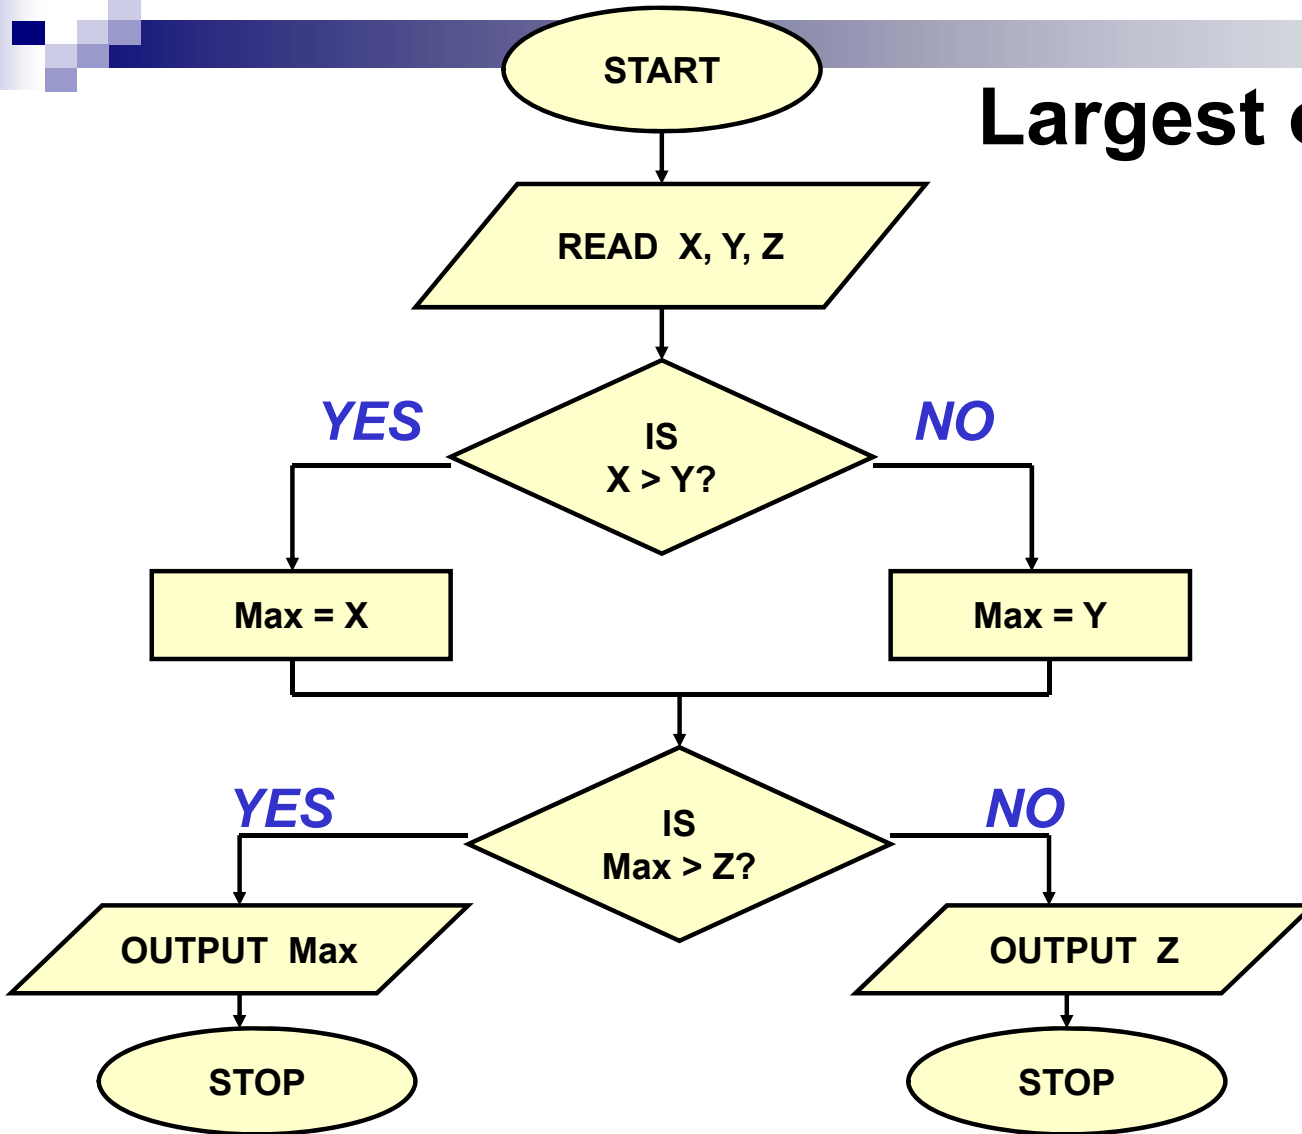 START
Largest
READ X, Y, Z
YES
NO
IS
X > Y?
Max = X
Max = Y
YES
NO
IS
Max > Z?
OUTPUT Max
OUTPUT Z
STOP
STOP